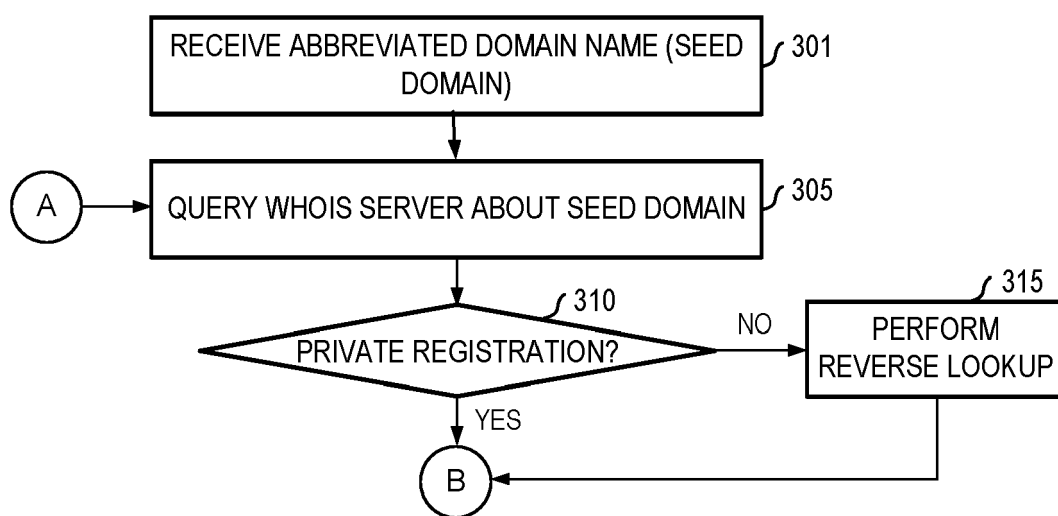 RECEIVE ABBREVIATED DOMAIN NAME (SEED
DOMAIN)
301
A
QUERY WHOIS SERVER ABOUT SEED DOMAIN
305
310
PRIVATE REGISTRATION?
NO
315
PERFORM
REVERSE LOOKUP
YES
B